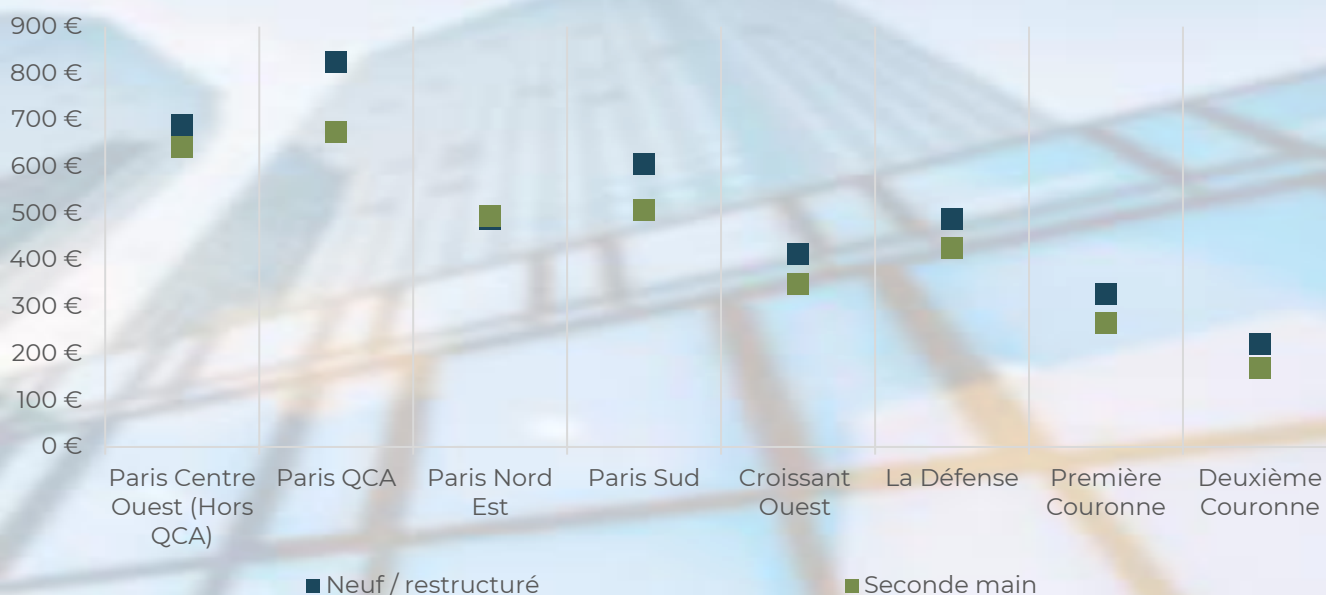 900 €
800 €
700 €
600 €
500 €
400 €
300 €
200 €
100 €
0 €
Paris Centre Ouest (Hors QCA)
Paris QCA
Paris Nord Est
Paris Sud
Croissant Ouest
La Défense
Première Couronne
Deuxième Couronne
Neuf / restructuré
Seconde main